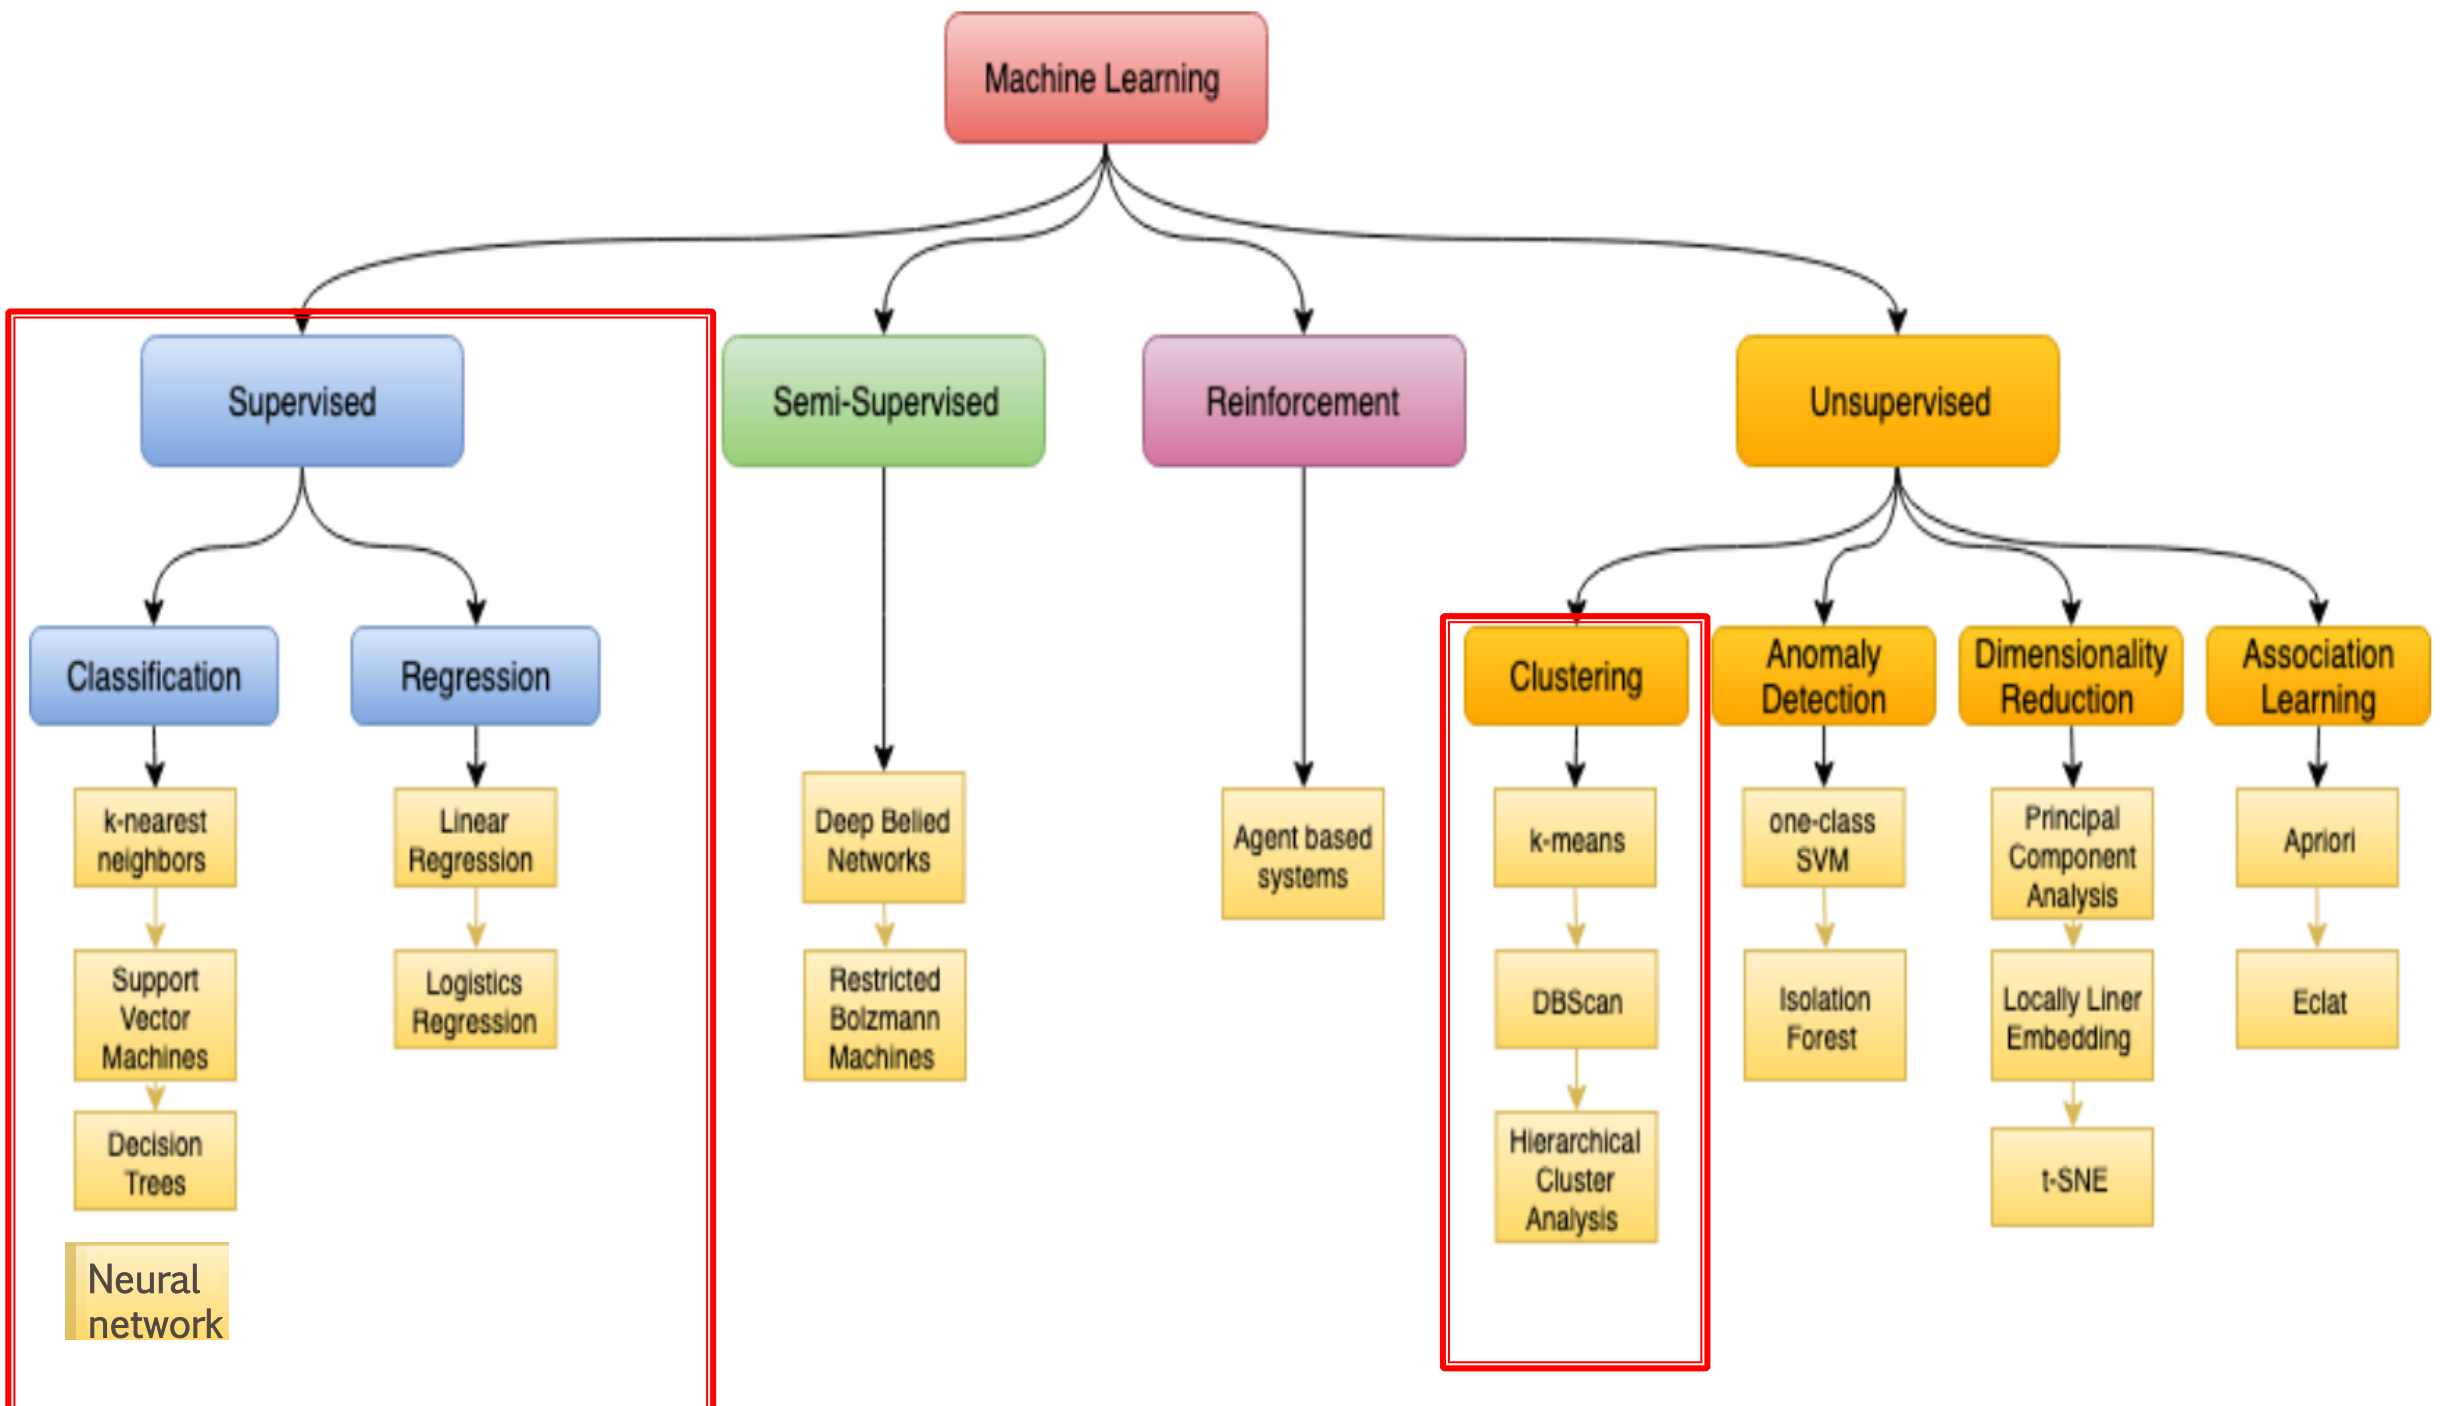 Machine Learning
Supervised
Semi-Supervised
Reinforcement
Unsupervised
Classification
Regression
Clustering
Anomaly
Detection
Dimensionality
Reduction
Association
Learning
k-nearest
neighbors
Linear
Regression
Deep Belied
Networks
Agent based
systems
k-means
one-class
SVM
Principal
Component
Analysis
Apriori
Support
Vector
Machines
Logistics
Regression
Restricted
Bolzmann
Machines
DBScan
Isolation
Forest
Locally Liner
Embedding
Eclat
Decision
Trees
Hierarchical
Cluster
Analysis
t-SNE
Neural
network